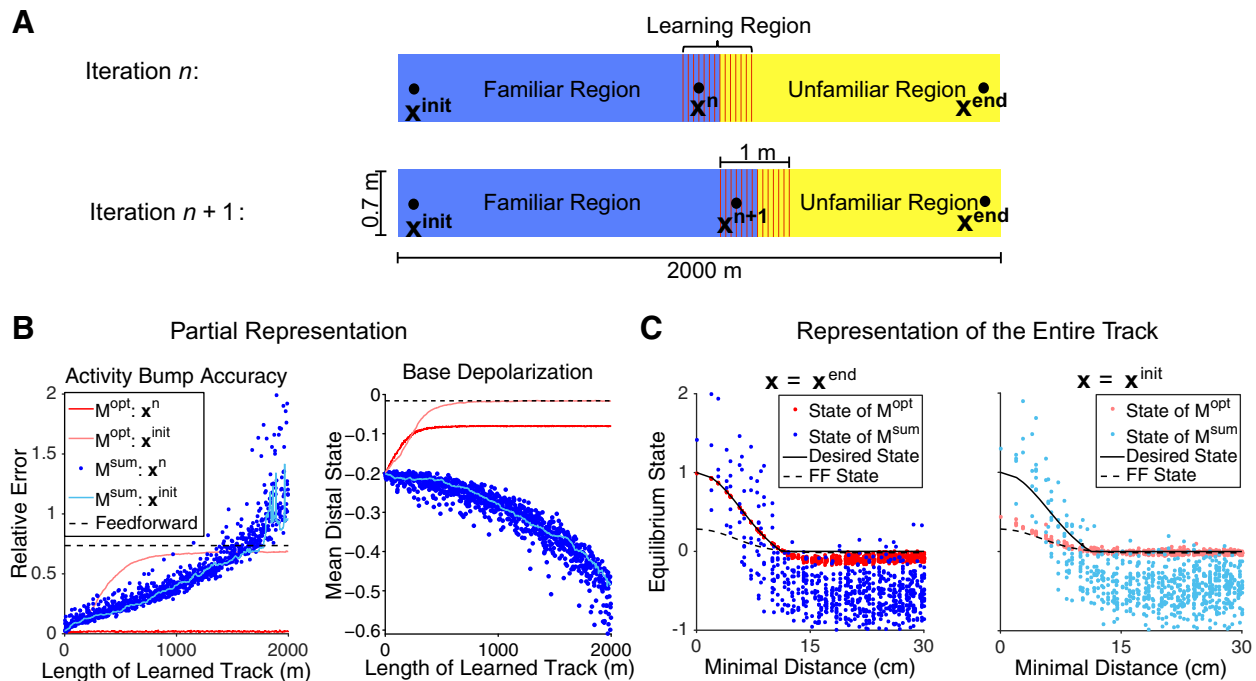 A
Learning Region
Iteration n:
Familiar Region
Unfamiliar Region
x^init
x^n
x^end
1 m
Iteration n + 1:
0.7 m
Familiar Region
Unfamiliar Region
x^init
x^n+1
x^end
2000 m
B
Partial Representation
Activity Bump Accuracy
M^opt: x^n
M^opt: x^init
M^sum: x^n
M^sum: x^init
Feedforward
Relative Error
2
1.5
1
0.5
0
0
1000
2000
Length of Learned Track (m)
Base Depolarization
Mean Distal State
0
−0.1
−0.2
−0.3
−0.4
−0.5
−0.6
0
1000
2000
Length of Learned Track (m)
C
Representation of the Entire Track
x = x^end
State of M^opt
State of M^sum
Desired State
FF State
Equilibrium State
2
1
0
-1
0
15
30
Minimal Distance (cm)
x = x^init
State of M^opt
State of M^sum
Desired State
FF State
2
1
0
-1
0
15
30
Minimal Distance (cm)